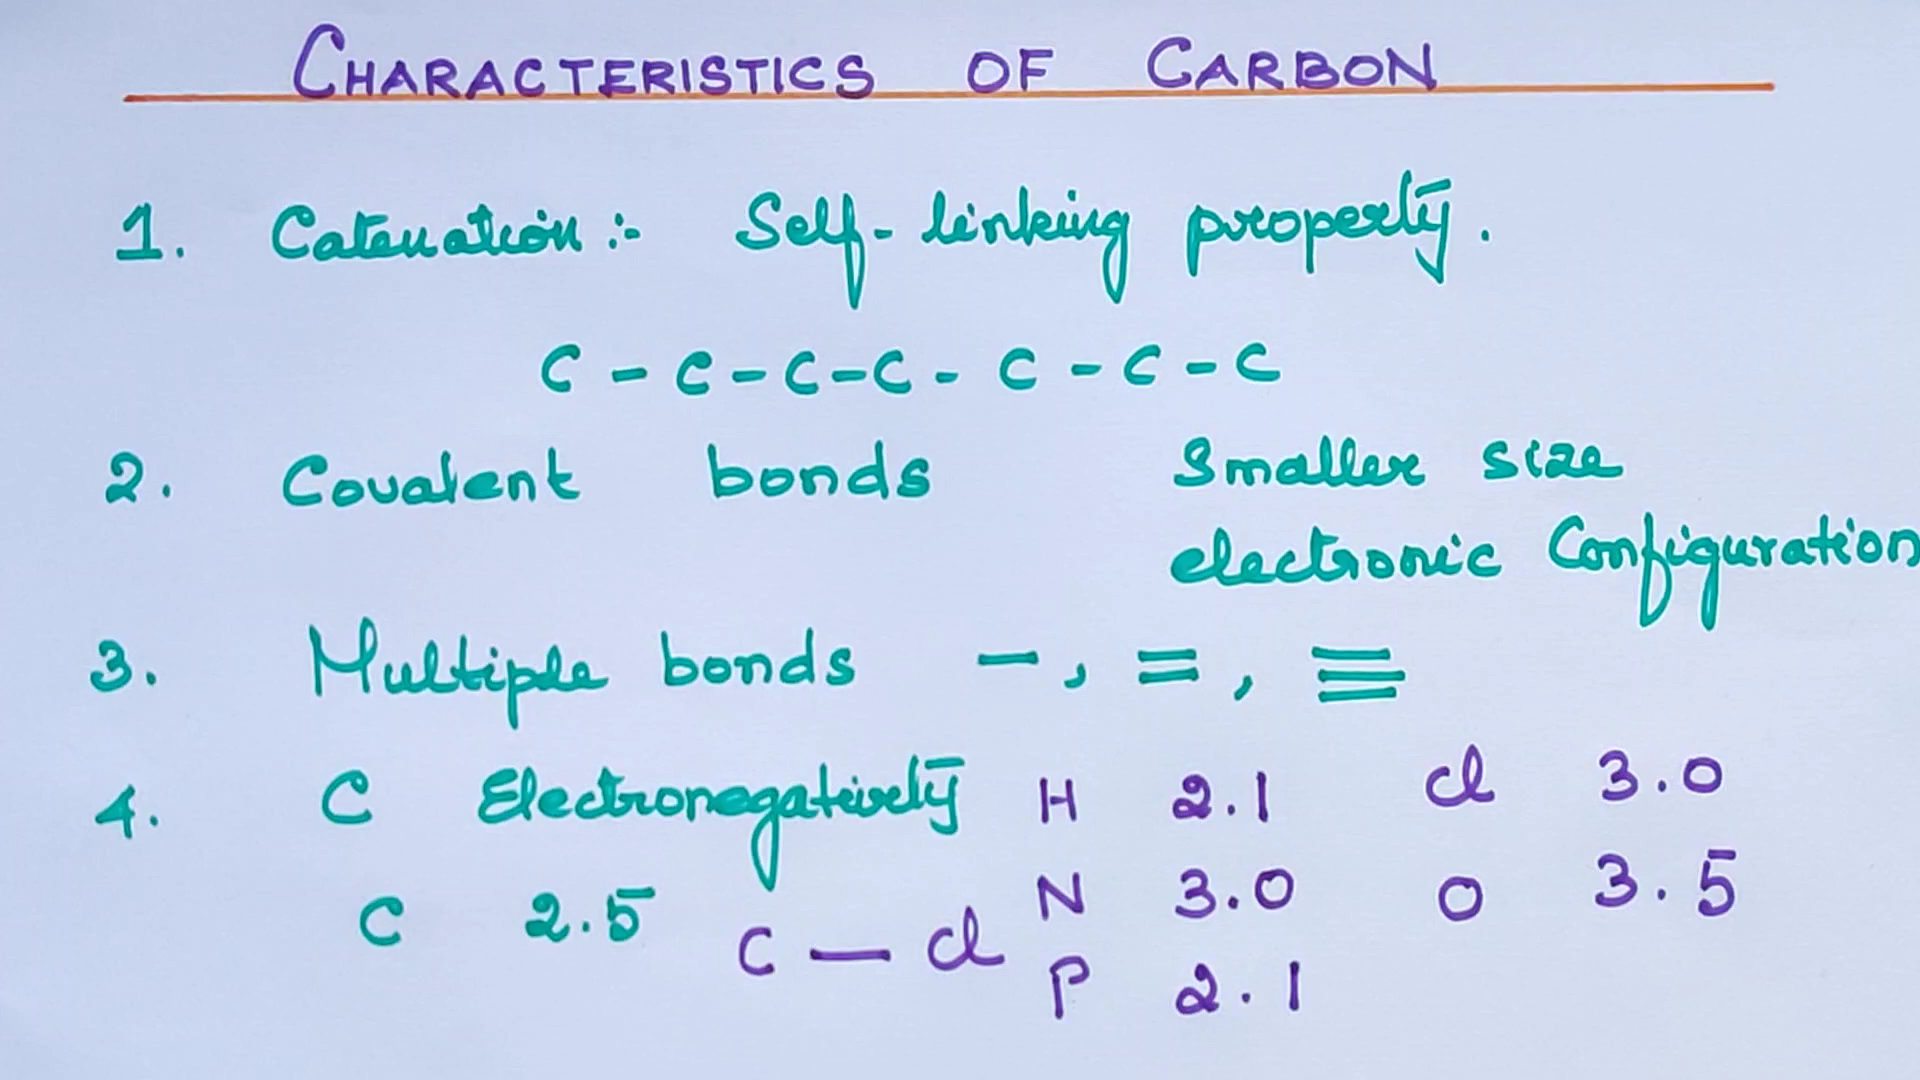 CHARACTERISTICS OF CARBON
1. Catenation :- Self-linking property.
C - C - C - C - C - C - C
2. Covalent bonds Smaller size
electronic Configuration
3. Multiple bonds — , = , ≡
4. C Electronegativity H 2.1 Cl 3.0
C 2.5 C — Cl N 3.0 O 3.5
P 2.1